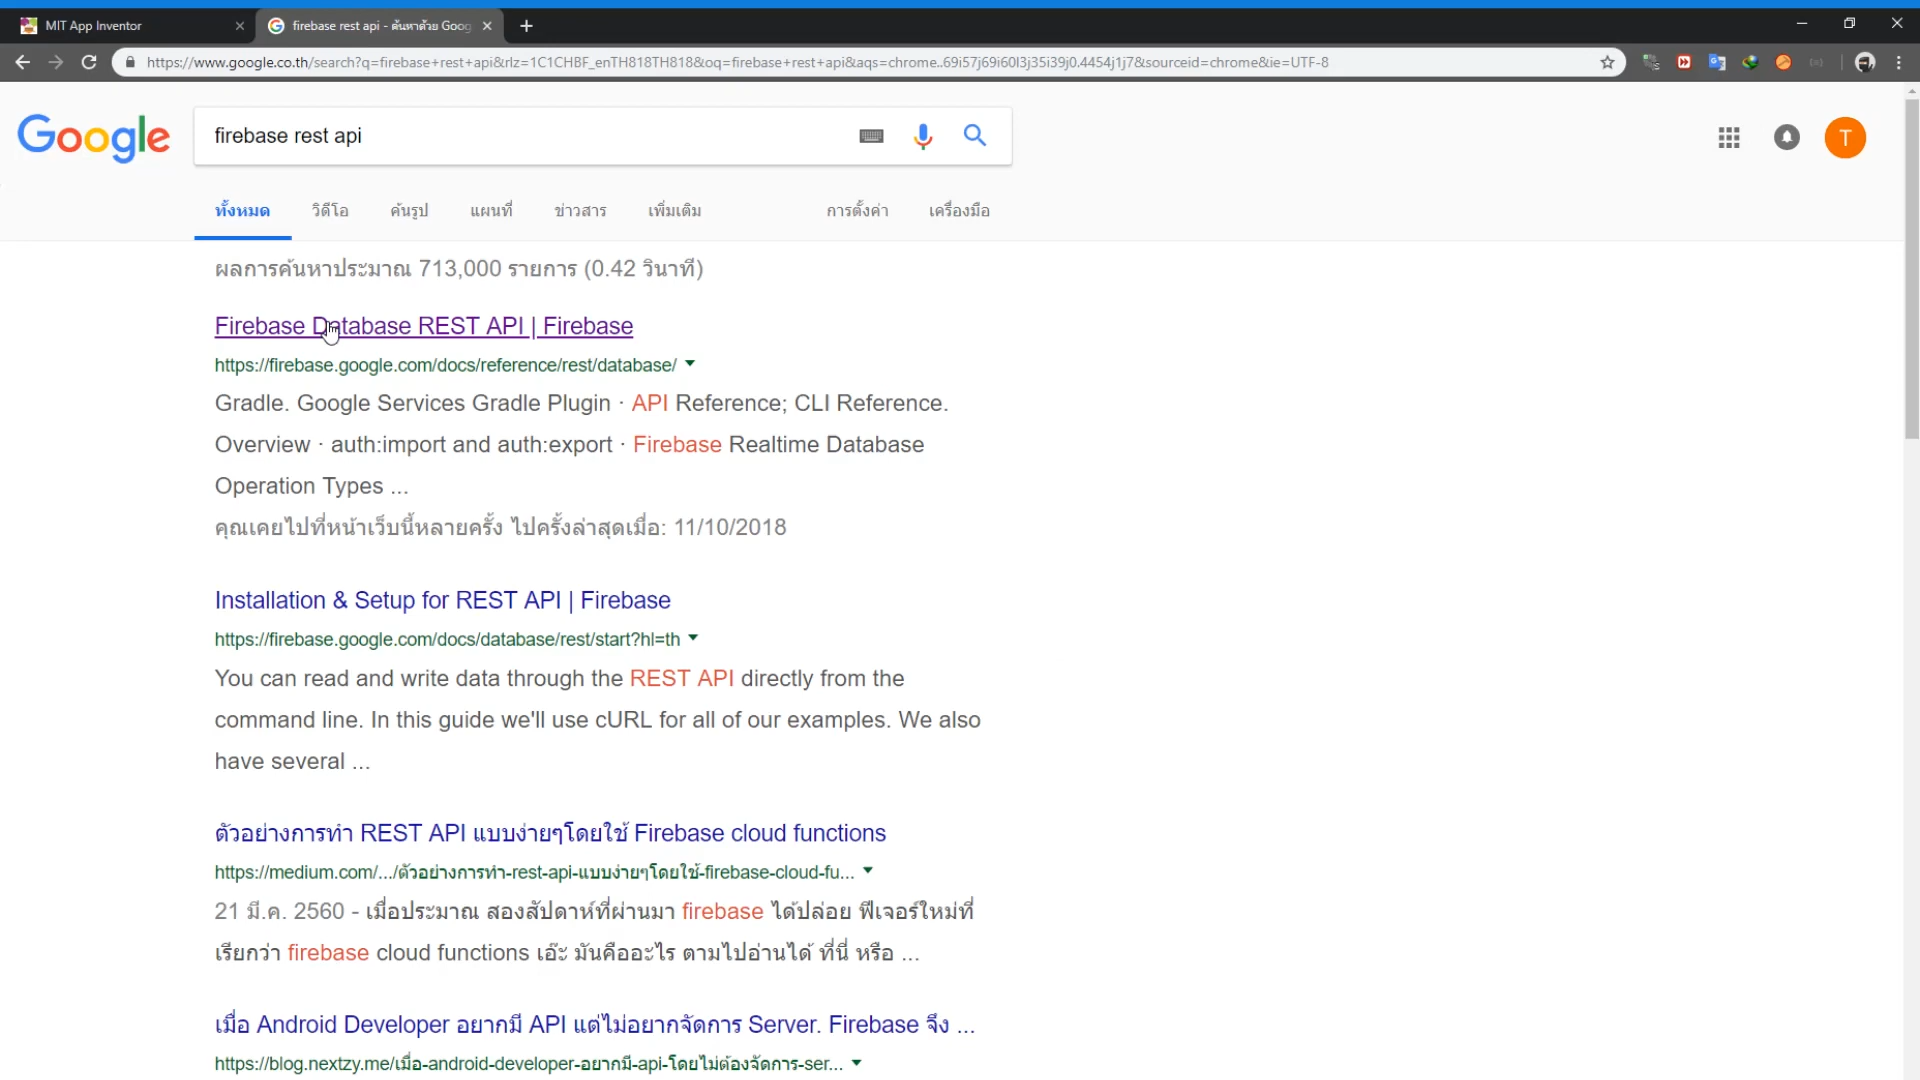 MIT App Inventor
firebase rest api - ค้นหาด้วย Goog
https://www.google.co.th/search?q=firebase+rest+api&rlz=1C1CHBF_enTH818TH818&oq=firebase+rest+api&aqs=chrome..69i57j69i60l3j35i39j0.4454j1j7&sourceid=chrome&ie=UTF-8
Google
firebase rest api
T
ทั้งหมด วิดีโอ ค้นรูป แผนที่ ข่าวสาร เพิ่มเติม การตั้งค่า เครื่องมือ
ผลการค้นหาประมาณ 713,000 รายการ (0.42 วินาที)
Firebase Database REST API | Firebase
https://firebase.google.com/docs/reference/rest/database/
Gradle. Google Services Gradle Plugin · API Reference; CLI Reference.
Overview · auth:import and auth:export · Firebase Realtime Database
Operation Types ...
คุณเคยไปที่หน้าเว็บนี้หลายครั้ง ไปครั้งล่าสุดเมื่อ: 11/10/2018
Installation & Setup for REST API | Firebase
https://firebase.google.com/docs/database/rest/start?hl=th
You can read and write data through the REST API directly from the
command line. In this guide we'll use cURL for all of our examples. We also
have several ...
ตัวอย่างการทำ REST API แบบง่ายๆโดยใช้ Firebase cloud functions
https://medium.com/.../ตัวอย่างการทำ-rest-api-แบบง่ายๆโดยใช้-firebase-cloud-fu...
21 มี.ค. 2560 - เมื่อประมาณ สองสัปดาห์ที่ผ่านมา firebase ได้ปล่อย ฟีเจอร์ใหม่ที่
เรียกว่า firebase cloud functions เอ๊ะ มันคืออะไร ตามไปอ่านได้ ที่นี่ หรือ ...
เมื่อ Android Developer อยากมี API แต่ไม่อยากจัดการ Server. Firebase จึง ...
https://blog.nextzy.me/เมื่อ-android-developer-อยากมี-api-โดยไม่ต้องจัดการ-ser...